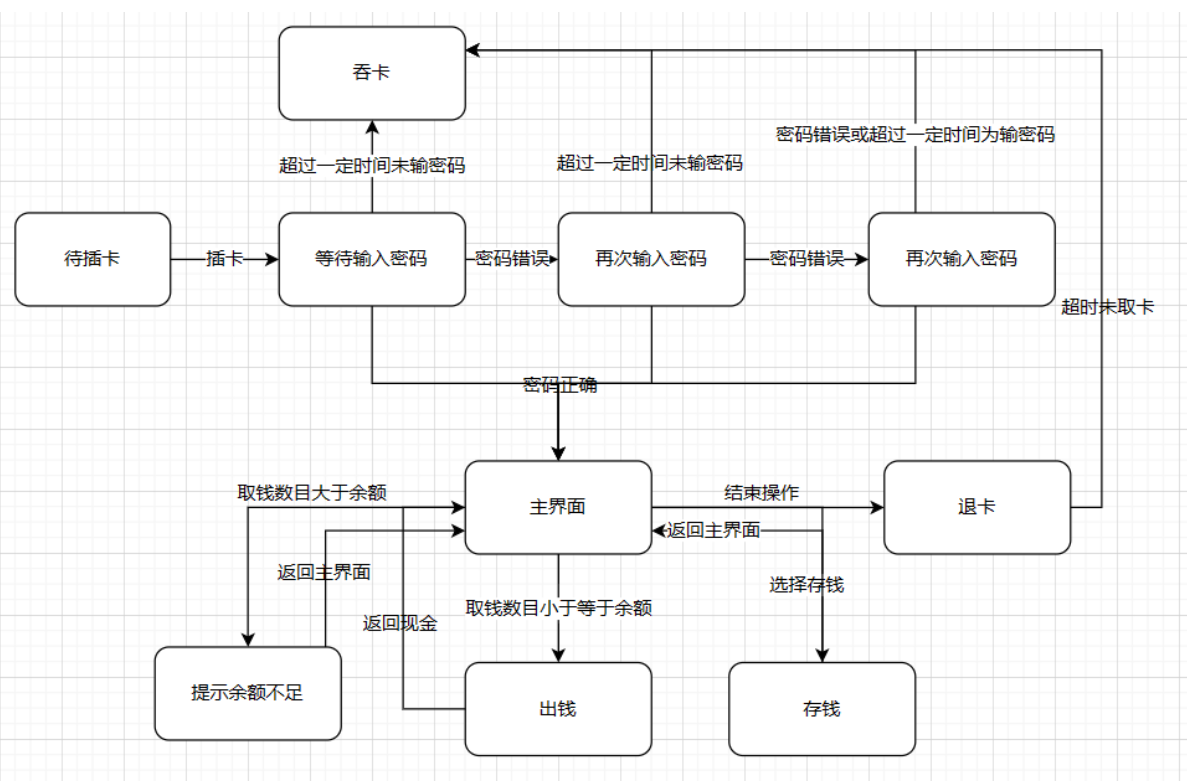 吞卡
密码错误或超过一定时间为输密码
超过一定时间未输密码
超过一定时间未输密码
待插卡
插卡
等待输入密码
密码错误
再次输入密码
密码错误
再次输入密码
超时未取卡
密码正确
取钱数目大于余额
主界面
结束操作
退卡
返回主界面
返回主界面
选择存钱
取钱数目小于等于余额
返回现金
提示余额不足
出钱
存钱